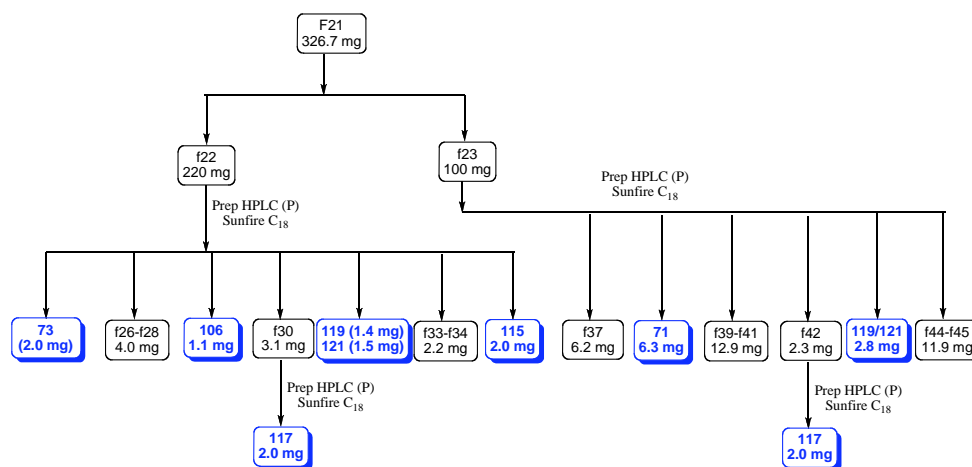 F21
326.7 mg
f22
220 mg
f23
100 mg
Prep HPLC (P)
Sunfire C18
Prep HPLC (P)
Sunfire C18
73
(2.0 mg)
f26-f28
4.0 mg
106
1.1 mg
f30
3.1 mg
119 (1.4 mg)
121 (1.5 mg)
f33-f34
2.2 mg
115
2.0 mg
f37
6.2 mg
71
6.3 mg
f39-f41
12.9 mg
f42
2.3 mg
119/121
2.8 mg
f44-f45
11.9 mg
Prep HPLC (P)
Sunfire C18
Prep HPLC (P)
Sunfire C18
117
2.0 mg
117
2.0 mg